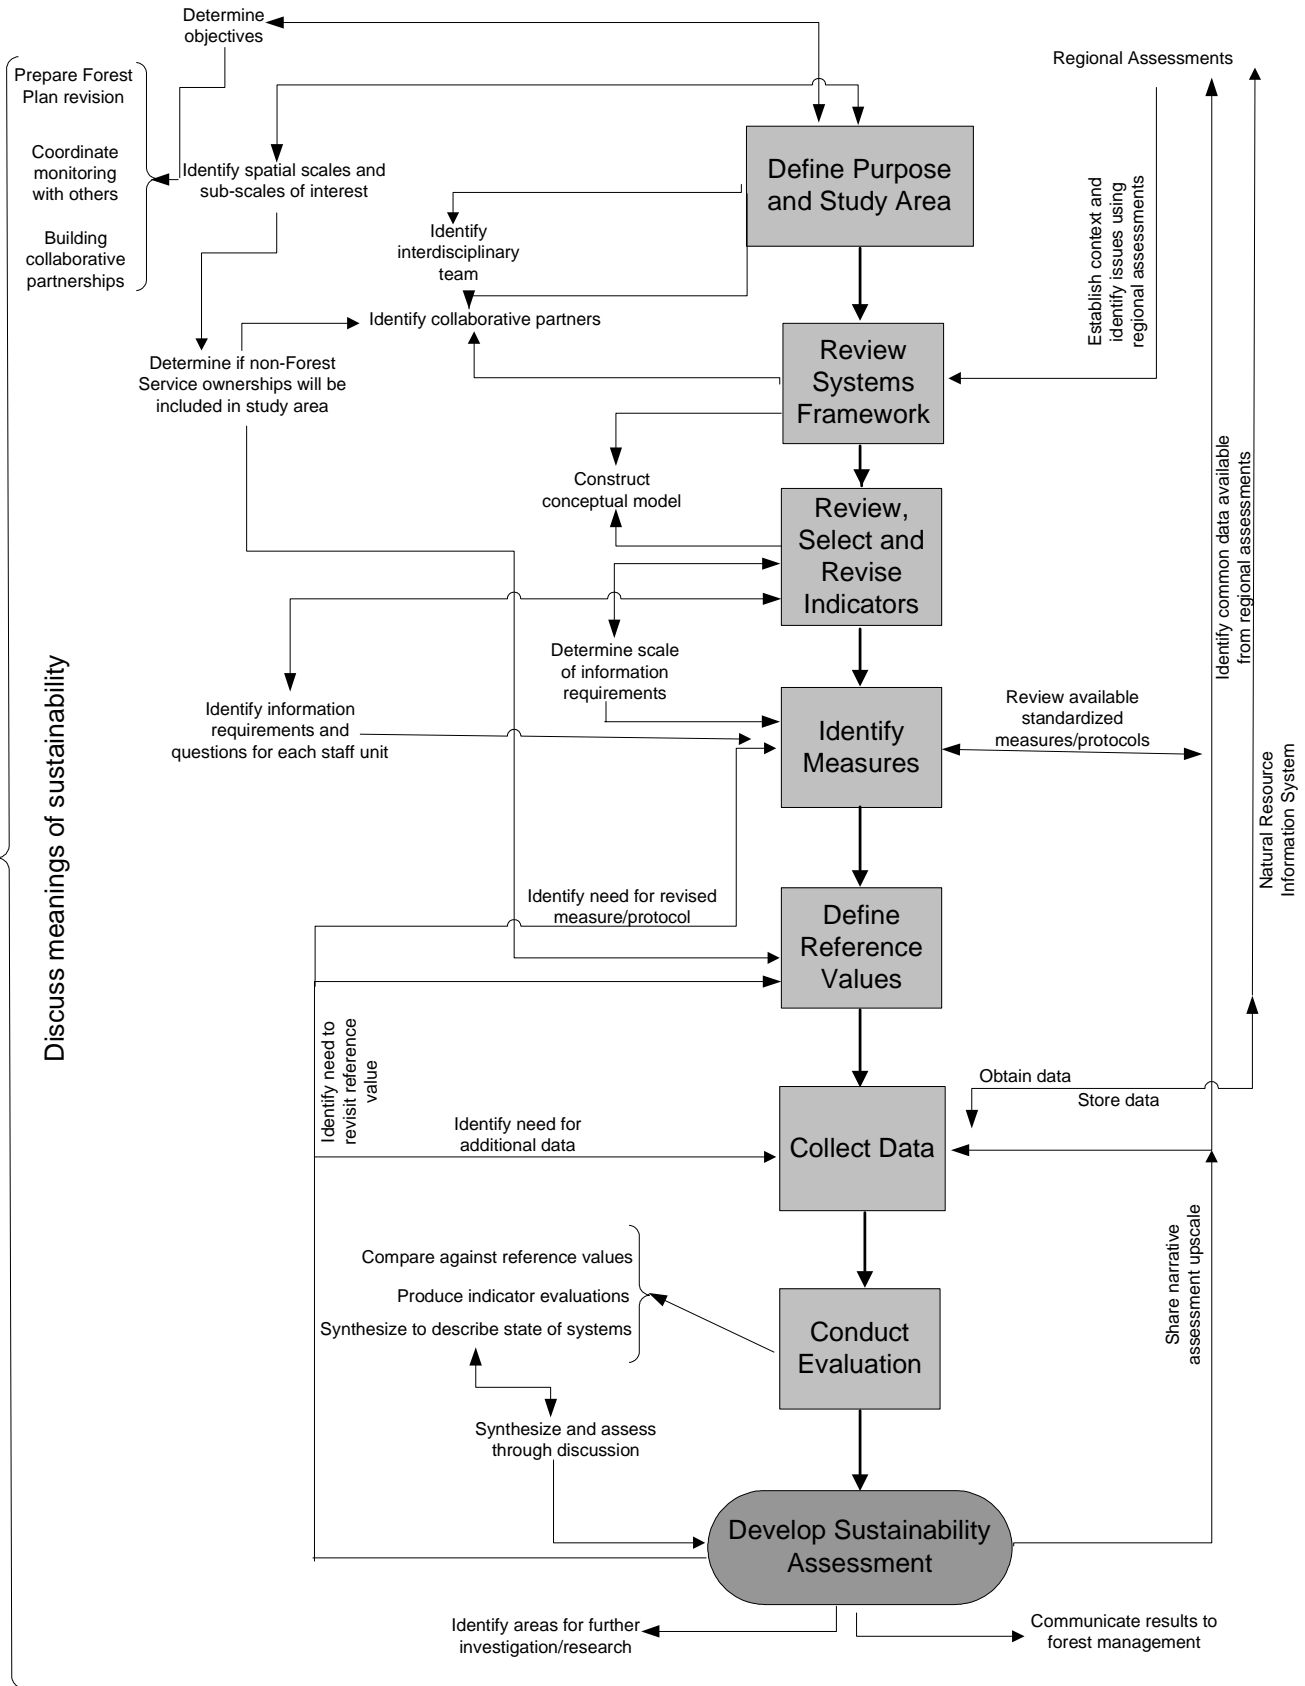 Determine
objectives
Regional Assessments
Prepare Forest
Plan revision
Coordinate
monitoring
with others
Building
collaborative
partnerships
Identify spatial scales and
sub-scales of interest
Define Purpose
and Study Area
Identify
interdisciplinary
team
Identify collaborative partners
Establish context and
identify issues using
regional assessments
Determine if non-Forest
Service ownerships will be
included in study area
Review
Systems
Framework
Construct
conceptual model
Review,
Select and
Revise
Indicators
Identify common data available
from regional assessments
Determine scale
of information
requirements
Discuss meanings of sustainability
Identify information
requirements and
questions for each staff unit
Identify
Measures
Review available
standardized
measures/protocols
Natural Resource
Information System
Identify need for revised
measure/protocol
Define
Reference
Values
Identify need to
revisit reference
value
Obtain data
Store data
Identify need for
additional data
Collect Data
Share narrative
assessment upscale
Compare against reference values
Produce indicator evaluations
Synthesize to describe state of systems
Conduct
Evaluation
Synthesize and assess
through discussion
Develop Sustainability
Assessment
Identify areas for further
investigation/research
Communicate results to
forest management